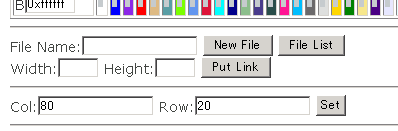 B 0xffffff
File Name: New File File List
Width: Height: Put Link
Col: 80 Row: 20 Set